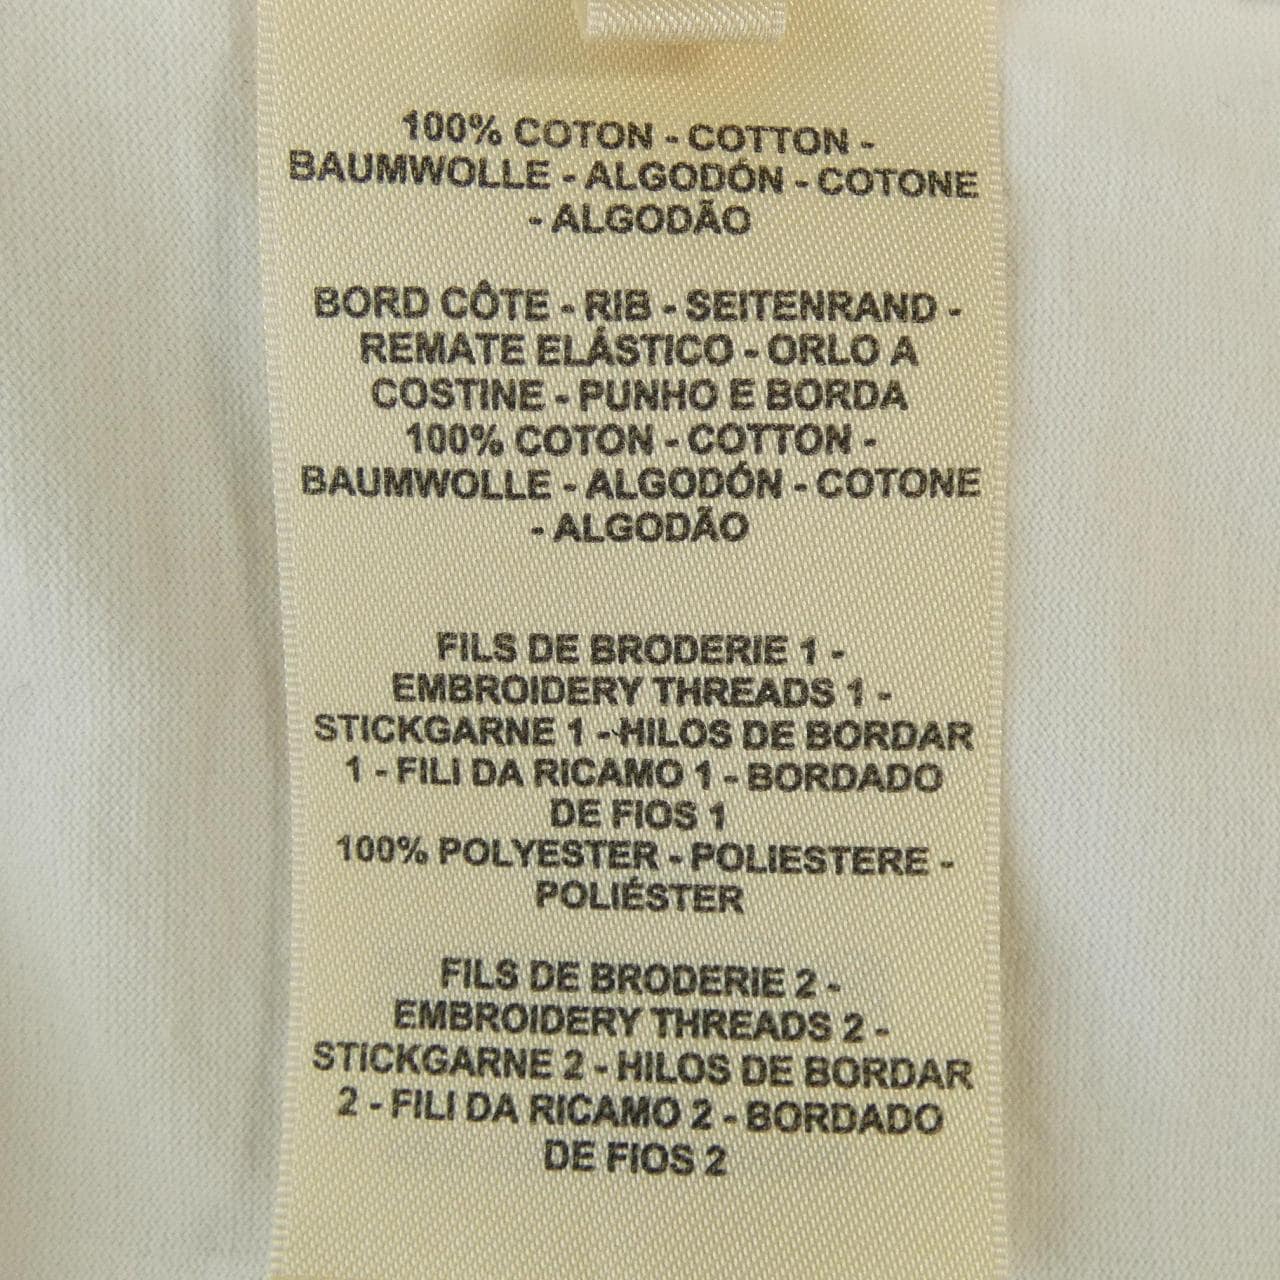 100% COTON - COTTON -
BAUMWOLLE - ALGODÓN - COTONE
- ALGODÃO
BORD CÔTE - RIB - SEITENRAND -
REMATE ELÁSTICO - ORLO A
COSTINE - PUNHO E BORDA
100% COTON - COTTON -
BAUMWOLLE - ALGODÓN - COTONE
- ALGODÃO
FILS DE BRODERIE 1 -
EMBROIDERY THREADS 1 -
STICKGARNE 1 - HILOS DE BORDAR
1 - FILI DA RICAMO 1 - BORDADO
DE FIOS 1
100% POLYESTER - POLIESTERE -
POLIÉSTER
FILS DE BRODERIE 2 -
EMBROIDERY THREADS 2 -
STICKGARNE 2 - HILOS DE BORDAR
2 - FILI DA RICAMO 2 - BORDADO
DE FIOS 2